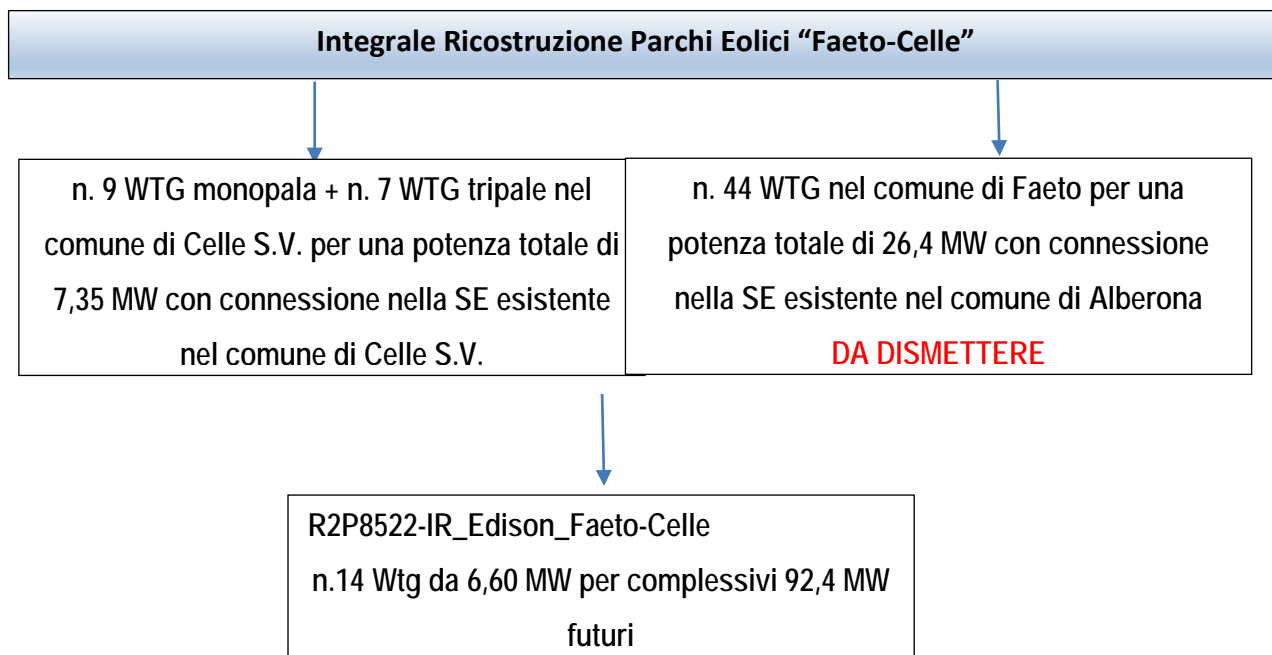 Integrale Ricostruzione Parchi Eolici “Faeto-Celle”
n. 9 WTG monopala + n. 7 WTG tripale nel
comune di Celle S.V. per una potenza totale di
7,35 MW con connessione nella SE esistente
nel comune di Celle S.V.
n. 44 WTG nel comune di Faeto per una
potenza totale di 26,4 MW con connessione
nella SE esistente nel comune di Alberona
DA DISMETTERE
R2P8522-IR_Edison_Faeto-Celle
n.14 Wtg da 6,60 MW per complessivi 92,4 MW
futuri